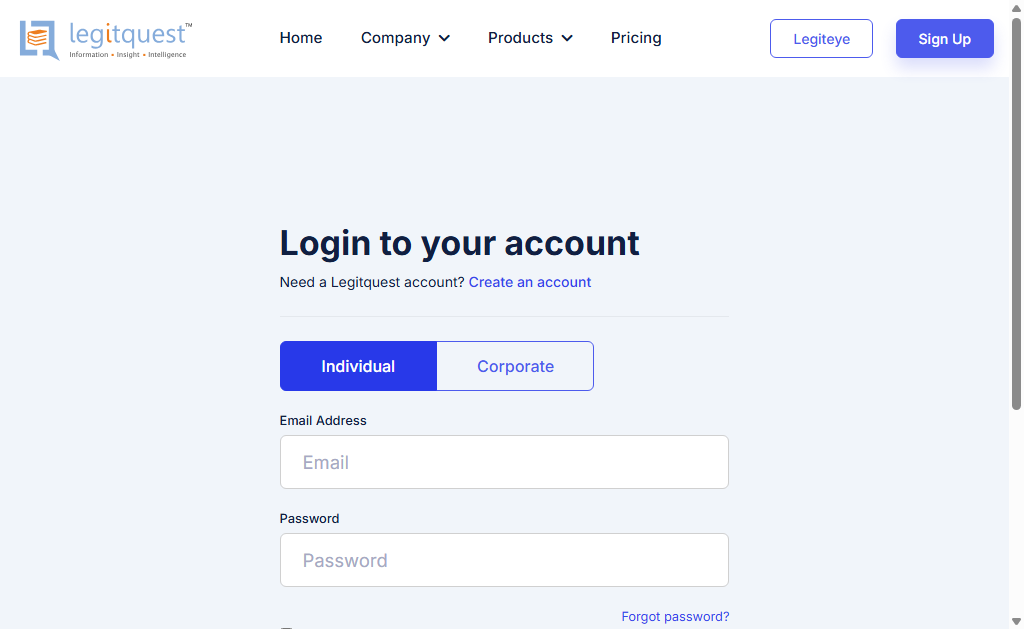 legitquest™
Information • Insight • Intelligence
Home
Company
Products
Pricing
Legiteye
Sign Up
Login to your account
Need a Legitquest account? Create an account
Individual
Corporate
Email Address
Email
Password
Password
Forgot password?